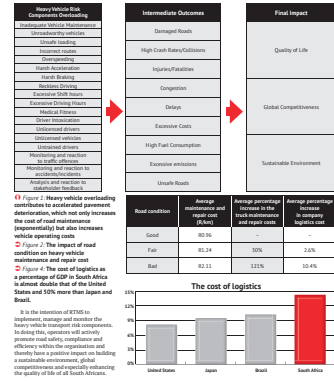 Heavy Vehicle Risk
Components Overloading
Inadequate Vehicle Maintenance
Unroadworthy vehicles
Unsafe loading
Incorrect routes
Overspeeding
Harsh Acceleration
Harsh Braking
Reckless Driving
Excessive Shift hours
Excessive Driving Hours
Medical Fitness
Driver Intoxication
Unlicenced drivers
Unlicensed vehicles
Untrained drivers
Monitoring and reaction
to traffic offences
Monitoring and reaction to
accidents/incidents
Analysis and reaction to
stakeholder feedback
Intermediate Outcomes
Damaged Roads
High Crash Rates/Collisions
Injuries/Fatalities
Congestion
Delays
Excessive Costs
High Fuel Consumption
Excessive emissions
Unsafe Roads
Final Impact
Quality of Life
Global Competitiveness
Sustainable Environment
Figure 1: Heavy vehicle overloading
contributes to accelerated pavement
deterioration, which not only increases
the cost of road maintenance
(exponentially) but also increases
vehicle operating costs
Figure 2: The impact of road
condition on heavy vehicle
maintenance and repair cost
Figure 4: The cost of logistics as
a percentage of GDP in South Africa
is almost double that of the United
States and 50% more than Japan and
Brazil.
It is the intention of RTMS to
implement, manage and monitor the
heavy vehicle transport risk components.
In doing this, operators will actively
promote road safety, compliance and
efficiency within the organisation and
thereby have a positive impact on building
a sustainable environment, global
competitiveness and especially enhancing
the quality of life of all South Africans.
Road condition
Average
maintenance and
repair cost
(R/km)
Average percentage
increase in the
truck maintenance
and repair costs
Average percentage
increase
in company
logistics cost
Good R0.96 – –
Fair R1.24 30% 2.6%
Bad R2.11 121% 10.4%
The cost of logistics
15%
12%
9%
6%
3%
0%
United States Japan Brazil South Africa